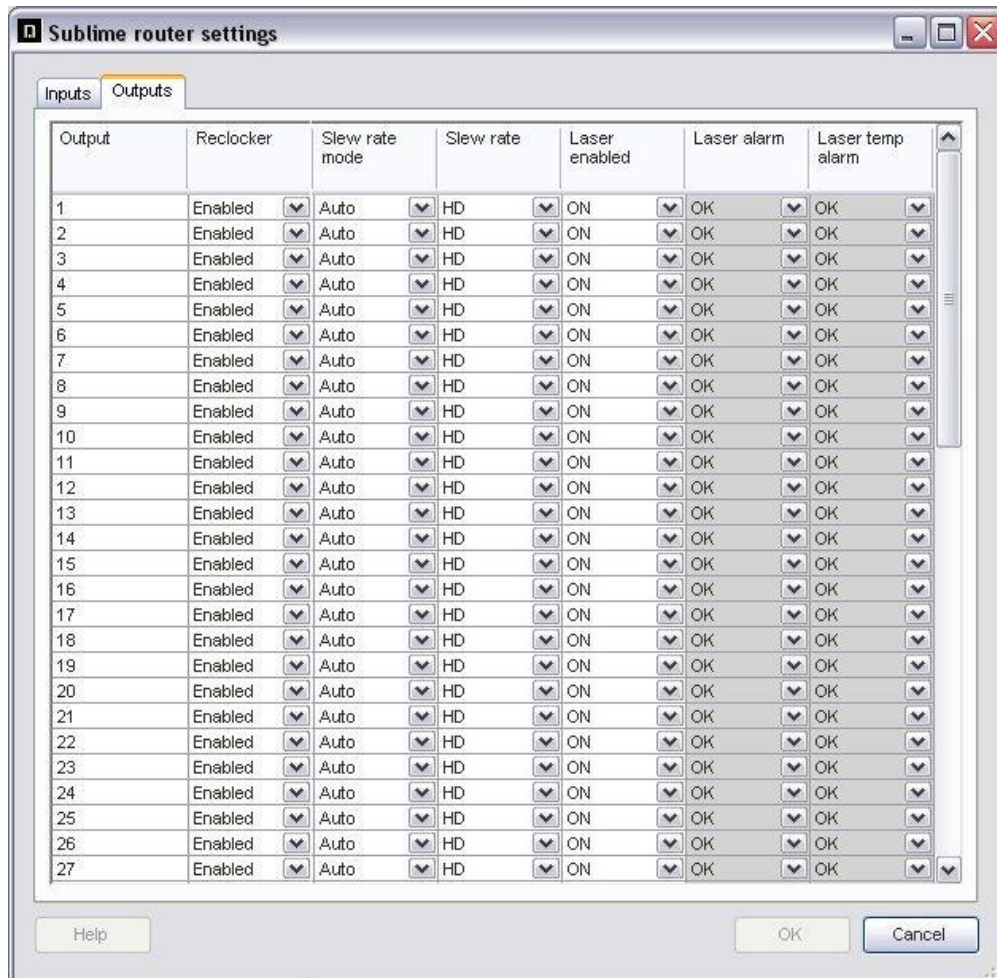 Sublime router settings
Inputs Outputs
Output Reclocker Slew rate mode Slew rate Laser enabled Laser alarm Laser temp alarm
1 Enabled Auto HD ON OK OK
2 Enabled Auto HD ON OK OK
3 Enabled Auto HD ON OK OK
4 Enabled Auto HD ON OK OK
5 Enabled Auto HD ON OK OK
6 Enabled Auto HD ON OK OK
7 Enabled Auto HD ON OK OK
8 Enabled Auto HD ON OK OK
9 Enabled Auto HD ON OK OK
10 Enabled Auto HD ON OK OK
11 Enabled Auto HD ON OK OK
12 Enabled Auto HD ON OK OK
13 Enabled Auto HD ON OK OK
14 Enabled Auto HD ON OK OK
15 Enabled Auto HD ON OK OK
16 Enabled Auto HD ON OK OK
17 Enabled Auto HD ON OK OK
18 Enabled Auto HD ON OK OK
19 Enabled Auto HD ON OK OK
20 Enabled Auto HD ON OK OK
21 Enabled Auto HD ON OK OK
22 Enabled Auto HD ON OK OK
23 Enabled Auto HD ON OK OK
24 Enabled Auto HD ON OK OK
25 Enabled Auto HD ON OK OK
26 Enabled Auto HD ON OK OK
27 Enabled Auto HD ON OK OK
Help OK Cancel